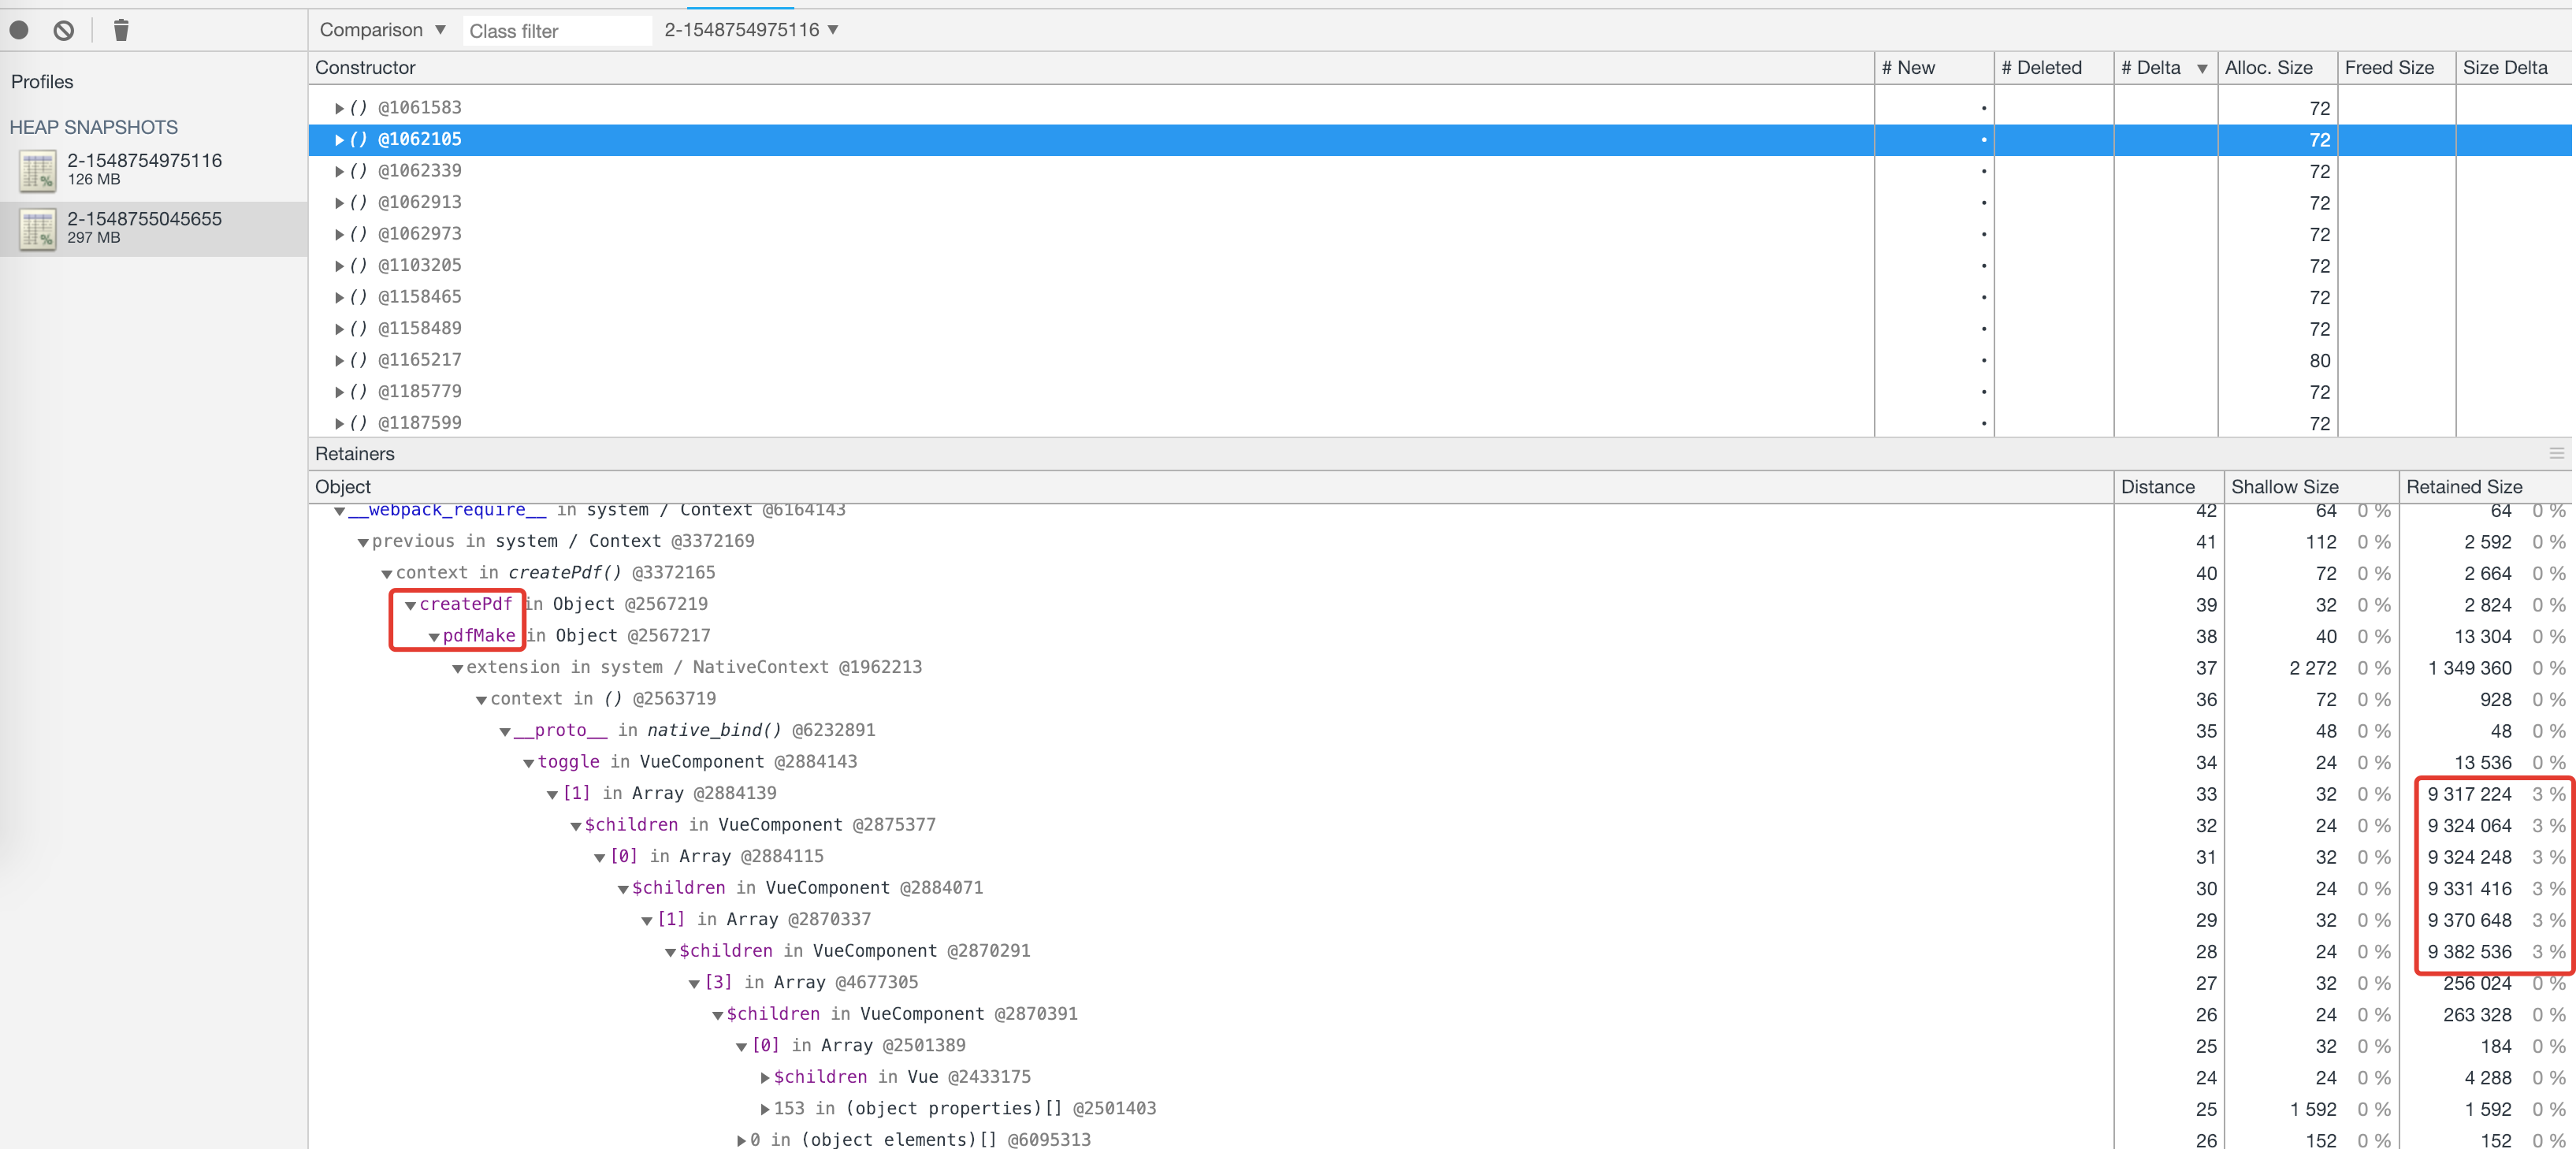 Comparison ▼ Class filter 2-1548754975116 ▼
Profiles
HEAP SNAPSHOTS
2-1548754975116
126 MB
2-1548755045655
297 MB
Constructor # New # Deleted # Delta ▼ Alloc. Size Freed Size Size Delta
▶() @1061583 • 72
▶() @1062105 • 72
▶() @1062339 • 72
▶() @1062913 • 72
▶() @1062973 • 72
▶() @1103205 • 72
▶() @1158465 • 72
▶() @1158489 • 72
▶() @1165217 • 80
▶() @1185779 • 72
▶() @1187599 • 72
Retainers
Object Distance Shallow Size Retained Size
▼__webpack_require__ in system / Context @6164143 42 64 0 % 64 0 %
▼previous in system / Context @3372169 41 112 0 % 2 592 0 %
▼context in createPdf() @3372165 40 72 0 % 2 664 0 %
▼createPdf in Object @2567219 39 32 0 % 2 824 0 %
▼pdfMake in Object @2567217 38 40 0 % 13 304 0 %
▼extension in system / NativeContext @1962213 37 2 272 0 % 1 349 360 0 %
▼context in () @2563719 36 72 0 % 928 0 %
▼__proto__ in native_bind() @6232891 35 48 0 % 48 0 %
▼toggle in VueComponent @2884143 34 24 0 % 13 536 0 %
▼[1] in Array @2884139 33 32 0 % 9 317 224 3 %
▼$children in VueComponent @2875377 32 24 0 % 9 324 064 3 %
▼[0] in Array @2884115 31 32 0 % 9 324 248 3 %
▼$children in VueComponent @2884071 30 24 0 % 9 331 416 3 %
▼[1] in Array @2870337 29 32 0 % 9 370 648 3 %
▼$children in VueComponent @2870291 28 24 0 % 9 382 536 3 %
▼[3] in Array @4677305 27 32 0 % 256 024 0 %
▼$children in VueComponent @2870391 26 24 0 % 263 328 0 %
▼[0] in Array @2501389 25 32 0 % 184 0 %
▶$children in Vue @2433175 24 24 0 % 4 288 0 %
▶153 in (object properties)[] @2501403 25 1 592 0 % 1 592 0 %
▶0 in (object elements)[] @6095313 26 152 0 % 152 0 %